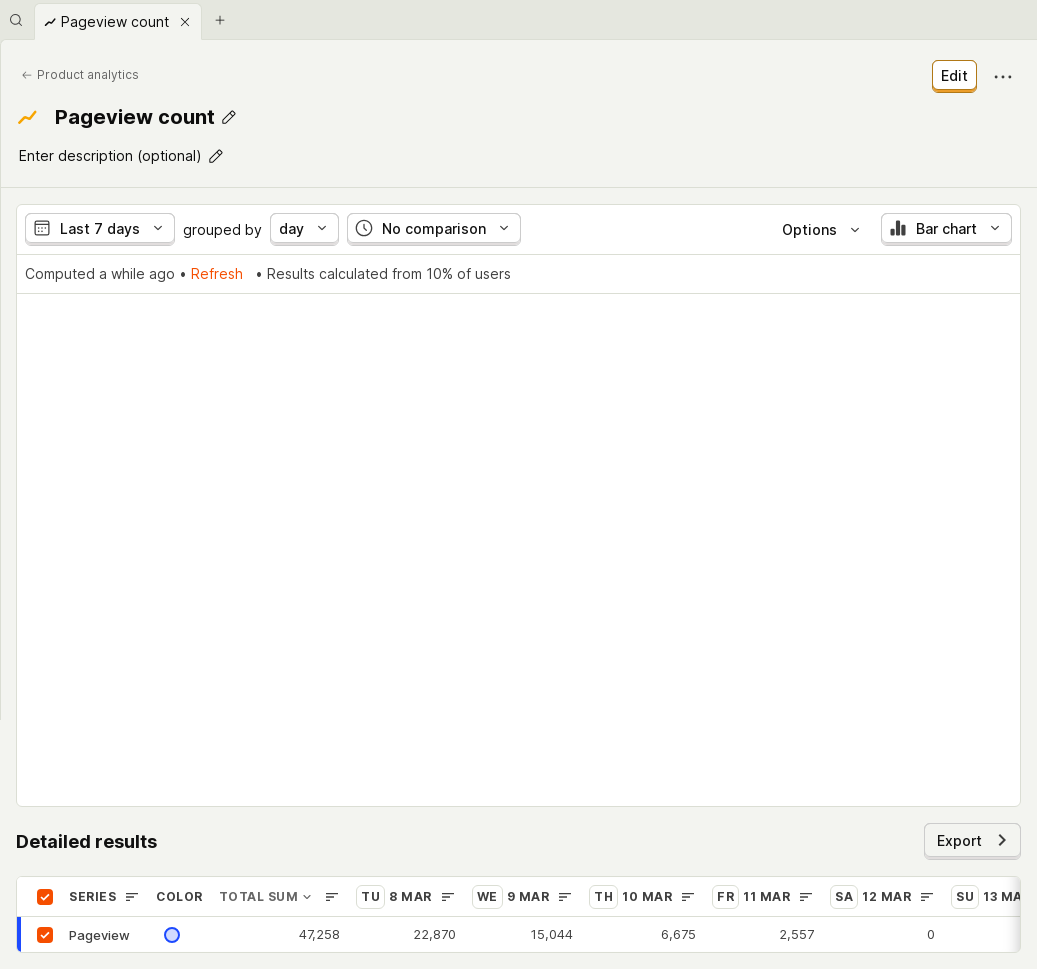 Pageview count
Product analytics
Edit
Pageview count
Enter description (optional)
Last 7 days grouped by day No comparison Options Bar chart
Computed a while ago • Refresh • Results calculated from 10% of users
Detailed results
Export
SERIES COLOR TOTAL SUM TU 8 MAR WE 9 MAR TH 10 MAR FR 11 MAR SA 12 MAR SU 13 MA
Pageview 47,258 22,870 15,044 6,675 2,557 0